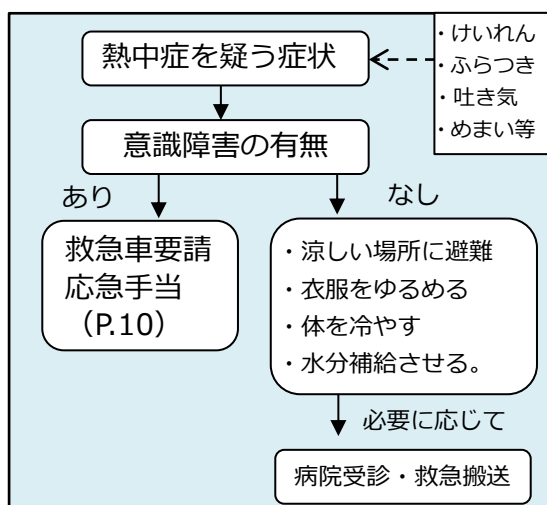 熱中症を疑う症状
・けいれん
・ふらつき
・吐き気
・めまい等
意識障害の有無
あり
なし
救急車要請
応急手当
（P.10）
・涼しい場所に避難
・衣服をゆるめる
・体を冷やす
・水分補給させる。
必要に応じて
病院受診・救急搬送